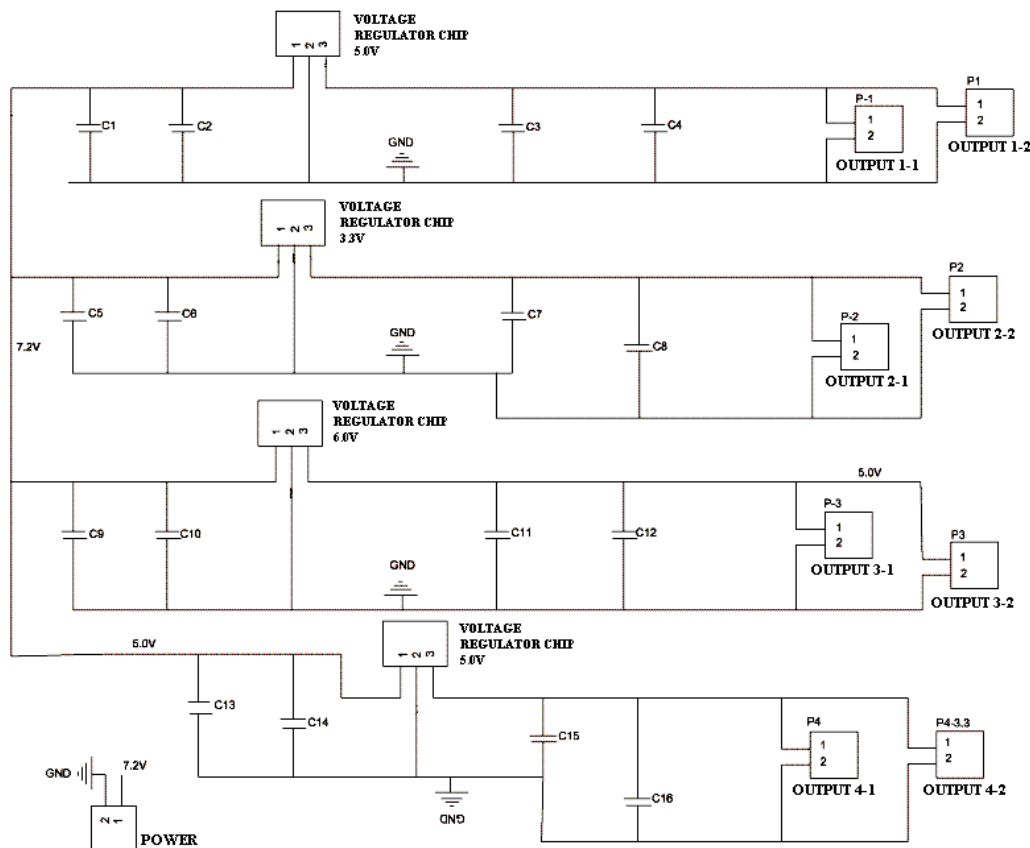 VOLTAGE
REGULATOR CHIP
5.0V
1 2 3
C1
C2
C3
C4
GND
P-1
1
2
OUTPUT 1-1
P1
1
2
OUTPUT 1-2
VOLTAGE
REGULATOR CHIP
3.3V
1 2 3
7.2V
C5
C6
C7
C8
GND
P-2
1
2
OUTPUT 2-1
P2
1
2
OUTPUT 2-2
VOLTAGE
REGULATOR CHIP
6.0V
1 2 3
5.0V
C9
C10
C11
C12
GND
P-3
1
2
OUTPUT 3-1
P3
1
2
OUTPUT 3-2
VOLTAGE
REGULATOR CHIP
5.0V
1 2 3
5.0V
C13
C14
C15
C16
GND
P4
1
2
OUTPUT 4-1
P4-3.3
1
2
OUTPUT 4-2
GND
7.2V
2 1
POWER